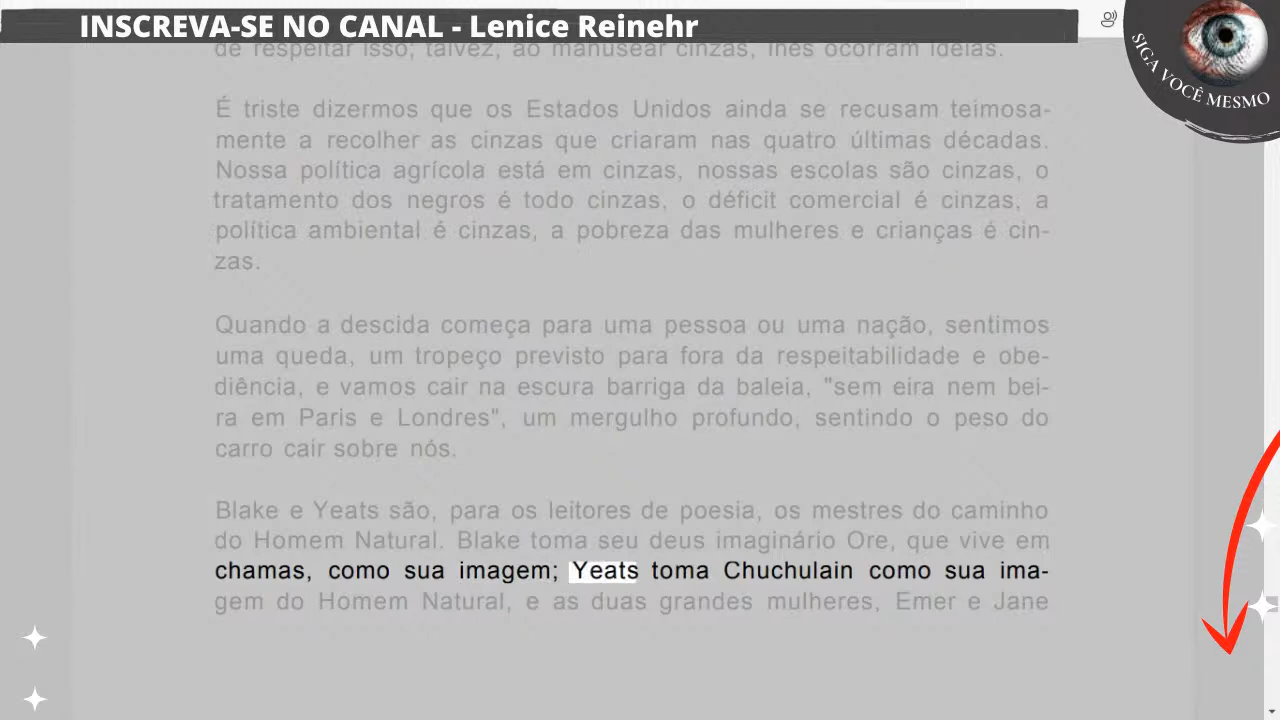 INSCREVA-SE NO CANAL - Lenice Reinehr
SIGA VOCÊ MESMO
de respeitar isso; talvez, ao manusear cinzas, lhes ocorram idéias.
É triste dizermos que os Estados Unidos ainda se recusam teimosa-
mente a recolher as cinzas que criaram nas quatro últimas décadas.
Nossa política agrícola está em cinzas, nossas escolas são cinzas, o
tratamento dos negros é todo cinzas, o déficit comercial é cinzas, a
política ambiental é cinzas, a pobreza das mulheres e crianças é cin-
zas.
Quando a descida começa para uma pessoa ou uma nação, sentimos
uma queda, um tropeço previsto para fora da respeitabilidade e obe-
diência, e vamos cair na escura barriga da baleia, "sem eira nem bei-
ra em Paris e Londres", um mergulho profundo, sentindo o peso do
carro cair sobre nós.
Blake e Yeats são, para os leitores de poesia, os mestres do caminho
do Homem Natural. Blake toma seu deus imaginário Ore, que vive em
chamas, como sua imagem; Yeats toma Chuchulain como sua ima-
gem do Homem Natural, e as duas grandes mulheres, Emer e Jane